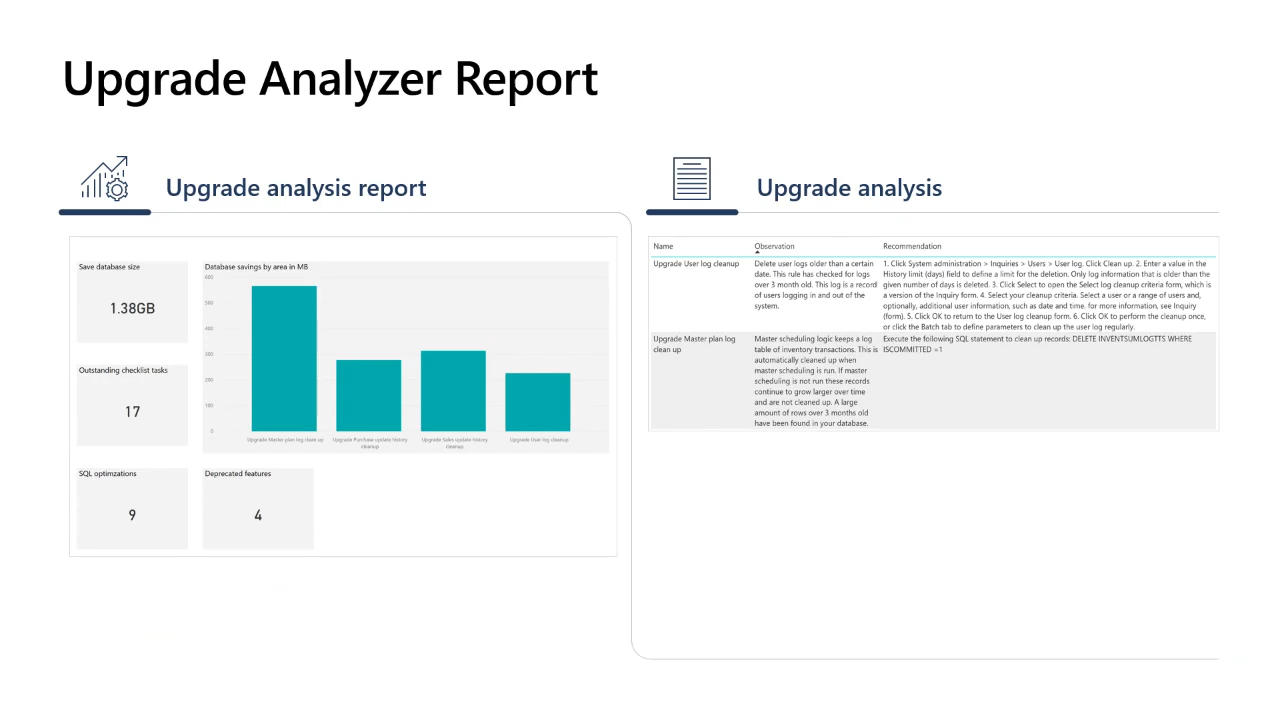 Upgrade Analyzer Report
Upgrade analysis report
Save database size
1.38GB
Outstanding checklist tasks
17
SQL optimzations
9
Deprecated features
4
Database savings by area in MB
600
500
400
300
200
100
0
Upgrade Master plan log clean up
Upgrade Purchase update history
cleanup
Upgrade Sales update history
cleanup
Upgrade User log cleanup
Upgrade analysis
Name
Observation
Recommendation
Upgrade User log cleanup
Delete user logs older than a certain
date. This rule has checked for logs
over 3 month old. This log is a record
of users logging in and out of the
system.
1. Click System administration > Inquiries > Users > User log. Click Clean up. 2. Enter a value in the
History limit (days) field to define a limit for the deletion. Only log information that is older than the
given number of days is deleted. 3. Click Select to open the Select log cleanup criteria form, which is
a version of the Inquiry form. 4. Select your cleanup criteria. Select a user or a range of users and,
optionally, additional user information, such as date and time. for more information, see Inquiry
(form). 5. Click OK to return to the User log cleanup form. 6. Click OK to perform the cleanup once,
or click the Batch tab to define parameters to clean up the user log regularly.
Upgrade Master plan log
clean up
Master scheduling logic keeps a log
table of inventory transactions. This is
automatically cleaned up when
master scheduling is run. If master
scheduling is not run these records
continue to grow larger over time
and are not cleaned up. A large
amount of rows over 3 months old
have been found in your database.
Execute the following SQL statement to clean up records: DELETE INVENTSUMLOGTTS WHERE
ISCOMMITTED =1